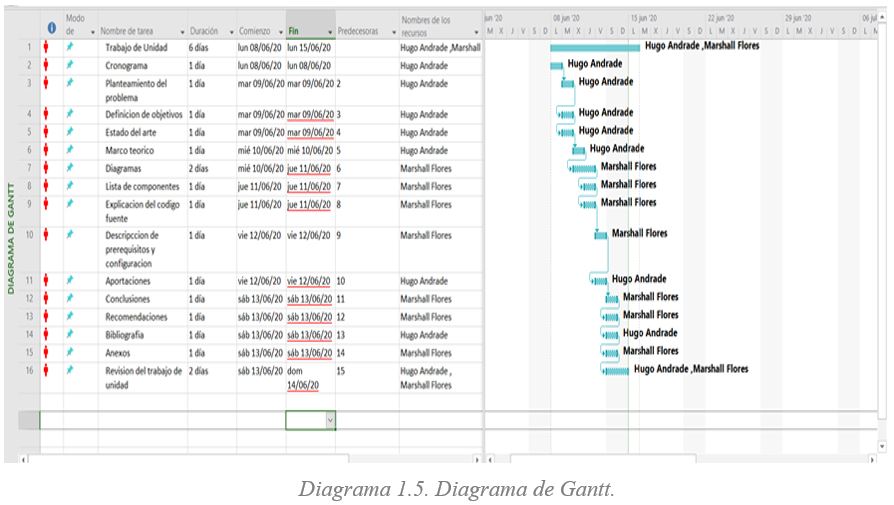 DIAGRAMA DE GANTT
Modo
de Nombre de tarea Duración Comienzo Fin Predecesoras Nombres de los
recursos
jun '20 08 jun '20 15 jun '20 22 jun '20 29 jun '20 06 jul
M X J V S D L M X J V S D L M X J V S D L M X J V S D L M X J V S D L M
1 Trabajo de Unidad 6 días lun 08/06/20 lun 15/06/20 Hugo Andrade ,Marshall
Hugo Andrade ,Marshall Flores
2 Cronograma 1 día lun 08/06/20 lun 08/06/20 Hugo Andrade
Hugo Andrade
3 Planteamiento del
problema 1 día mar 09/06/20 mar 09/06/20 2 Hugo Andrade
Hugo Andrade
4 Definicion de objetivos 1 día mar 09/06/20 mar 09/06/20 3 Hugo Andrade
Hugo Andrade
5 Estado del arte 1 día mar 09/06/20 mar 09/06/20 4 Hugo Andrade
Hugo Andrade
6 Marco teorico 1 día mié 10/06/20 mié 10/06/20 5 Hugo Andrade
Hugo Andrade
7 Diagramas 2 días mié 10/06/20 jue 11/06/20 6 Marshall Flores
Marshall Flores
8 Lista de componentes 1 día jue 11/06/20 jue 11/06/20 7 Marshall Flores
Marshall Flores
9 Explicacion del codigo
fuente 1 día jue 11/06/20 jue 11/06/20 8 Marshall Flores
Marshall Flores
10 Descripccion de
prerequisitos y
configuracion 1 día vie 12/06/20 vie 12/06/20 9 Marshall Flores
Marshall Flores
11 Aportaciones 1 día vie 12/06/20 vie 12/06/20 10 Hugo Andrade
Hugo Andrade
12 Conclusiones 1 día sáb 13/06/20 sáb 13/06/20 11 Marshall Flores
Marshall Flores
13 Recomendaciones 1 día sáb 13/06/20 sáb 13/06/20 12 Marshall Flores
Marshall Flores
14 Bibliografia 1 día sáb 13/06/20 sáb 13/06/20 13 Hugo Andrade
Hugo Andrade
15 Anexos 1 día sáb 13/06/20 sáb 13/06/20 14 Marshall Flores
Marshall Flores
16 Revision del trabajo de
unidad 2 días sáb 13/06/20 dom
14/06/20 15 Hugo Andrade ,
Marshall Flores
Hugo Andrade ,Marshall Flores
Diagrama 1.5. Diagrama de Gantt.